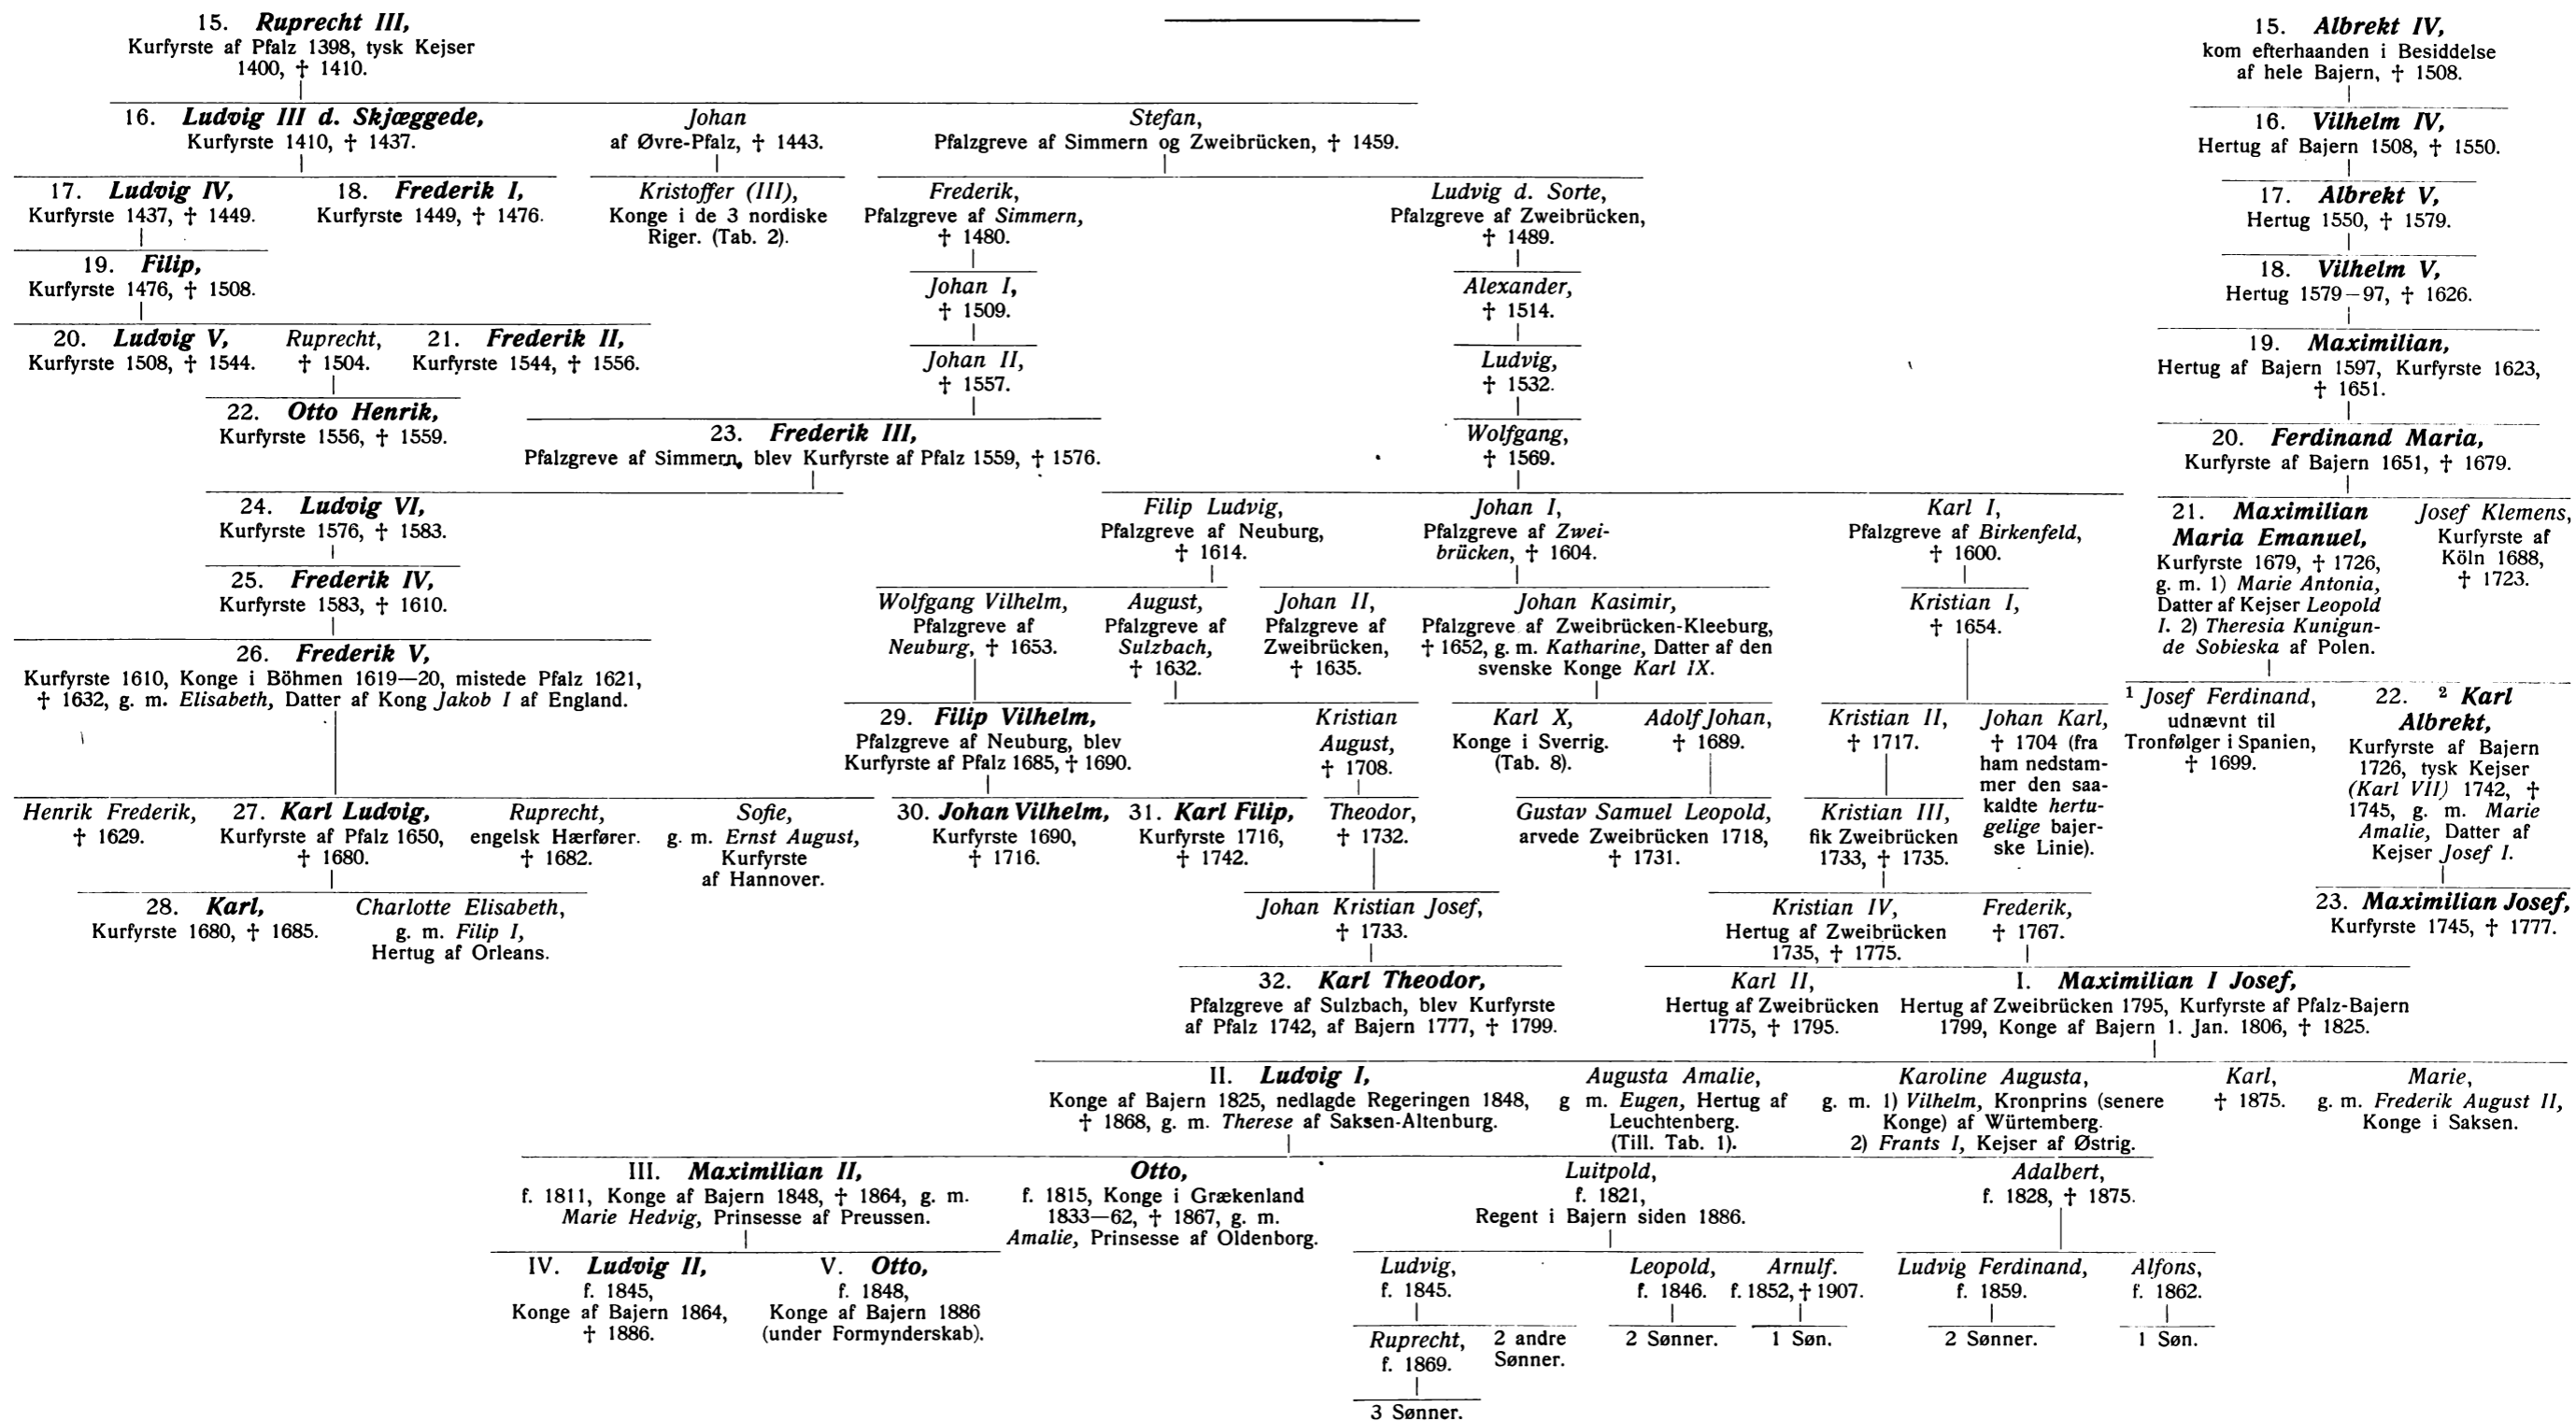 15. Ruprecht III,
Kurfyrste af Pfalz 1398, tysk Kejser
1400, † 1410.
15. Albrekt IV,
kom efterhaanden i Besiddelse
af hele Bajern, † 1508.
16. Ludvig III d. Skjæggede,
Kurfyrste 1410, † 1437.
Johan
af Øvre-Pfalz, † 1443.
Stefan,
Pfalzgreve af Simmern og Zweibrücken, † 1459.
16. Vilhelm IV,
Hertug af Bajern 1508, † 1550.
17. Ludvig IV,
Kurfyrste 1437, † 1449.
18. Frederik I,
Kurfyrste 1449, † 1476.
Kristoffer (III),
Konge i de 3 nordiske
Riger. (Tab. 2).
Frederik,
Pfalzgreve af Simmern,
† 1480.
Ludvig d. Sorte,
Pfalzgreve af Zweibrücken,
† 1489.
17. Albrekt V,
Hertug 1550, † 1579.
19. Filip,
Kurfyrste 1476, † 1508.
Johan I,
† 1509.
Alexander,
† 1514.
18. Vilhelm V,
Hertug 1579–97, † 1626.
20. Ludvig V,
Kurfyrste 1508, † 1544.
Ruprecht,
† 1504.
21. Frederik II,
Kurfyrste 1544, † 1556.
Johan II,
† 1557.
Ludvig,
† 1532.
19. Maximilian,
Hertug af Bajern 1597, Kurfyrste 1623,
† 1651.
22. Otto Henrik,
Kurfyrste 1556, † 1559.
23. Frederik III,
Pfalzgreve af Simmern, blev Kurfyrste af Pfalz 1559, † 1576.
Wolfgang,
† 1569.
20. Ferdinand Maria,
Kurfyrste af Bajern 1651, † 1679.
24. Ludvig VI,
Kurfyrste 1576, † 1583.
Filip Ludvig,
Pfalzgreve af Neuburg,
† 1614.
Johan I,
Pfalzgreve af Zwei-
brücken, † 1604.
Karl I,
Pfalzgreve af Birkenfeld,
† 1600.
21. Maximilian
Maria Emanuel,
Kurfyrste 1679, † 1726,
g. m. 1) Marie Antonia,
Datter af Kejser Leopold
I. 2) Theresia Kunigun-
de Sobieska af Polen.
Josef Klemens,
Kurfyrste af
Köln 1688,
† 1723.
25. Frederik IV,
Kurfyrste 1583, † 1610.
Wolfgang Vilhelm,
Pfalzgreve af
Neuburg, † 1653.
August,
Pfalzgreve af
Sulzbach,
† 1632.
Johan II,
Pfalzgreve af
Zweibrücken,
† 1635.
Johan Kasimir,
Pfalzgreve af Zweibrücken-Kleeburg,
† 1652, g. m. Katharine, Datter af den
svenske Konge Karl IX.
Kristian I,
† 1654.
26. Frederik V,
Kurfyrste 1610, Konge i Böhmen 1619—20, mistede Pfalz 1621,
† 1632, g. m. Elisabeth, Datter af Kong Jakob I af England.
29. Filip Vilhelm,
Pfalzgreve af Neuburg, blev
Kurfyrste af Pfalz 1685, † 1690.
Kristian
August,
† 1708.
Karl X,
Konge i Sverrig.
(Tab. 8).
Adolf Johan,
† 1689.
Kristian II,
† 1717.
Johan Karl,
† 1704 (fra
ham nedstam-
mer den saa-
kaldte hertu-
gelige bajer-
ske Linie).
1 Josef Ferdinand,
udnævnt til
Tronfølger i Spanien,
† 1699.
22. 2 Karl
Albrekt,
Kurfyrste af Bajern
1726, tysk Kejser
(Karl VII) 1742, †
1745, g. m. Marie
Amalie, Datter af
Kejser Josef I.
Henrik Frederik,
† 1629.
27. Karl Ludvig,
Kurfyrste af Pfalz 1650,
† 1680.
Ruprecht,
engelsk Hærfører.
† 1682.
Sofie,
g. m. Ernst August,
Kurfyrste
af Hannover.
30. Johan Vilhelm,
Kurfyrste 1690,
† 1716.
31. Karl Filip,
Kurfyrste 1716,
† 1742.
Theodor,
† 1732.
Gustav Samuel Leopold,
arvede Zweibrücken 1718,
† 1731.
Kristian III,
fik Zweibrücken
1733, † 1735.
28. Karl,
Kurfyrste 1680, † 1685.
Charlotte Elisabeth,
g. m. Filip I,
Hertug af Orleans.
Johan Kristian Josef,
† 1733.
Kristian IV,
Hertug af Zweibrücken
1735, † 1775.
Frederik,
† 1767.
23. Maximilian Josef,
Kurfyrste 1745, † 1777.
32. Karl Theodor,
Pfalzgreve af Sulzbach, blev Kurfyrste
af Pfalz 1742, af Bajern 1777, † 1799.
Karl II,
Hertug af Zweibrücken
1775, † 1795.
I. Maximilian I Josef,
Hertug af Zweibrücken 1795, Kurfyrste af Pfalz-Bajern
1799, Konge af Bajern 1. Jan. 1806, † 1825.
II. Ludvig I,
Konge af Bajern 1825, nedlagde Regeringen 1848,
† 1868, g. m. Therese af Saksen-Altenburg.
Augusta Amalie,
g m. Eugen, Hertug af
Leuchtenberg.
(Till. Tab. 1).
Karoline Augusta,
g. m. 1) Vilhelm, Kronprins (senere
Konge) af Würtemberg.
2) Frants I, Kejser af Østrig.
Karl,
† 1875.
Marie,
g. m. Frederik August II,
Konge i Saksen.
III. Maximilian II,
f. 1811, Konge af Bajern 1848, † 1864, g. m.
Marie Hedvig, Prinsesse af Preussen.
Otto,
f. 1815, Konge i Grækenland
1833—62, † 1867, g. m.
Amalie, Prinsesse af Oldenborg.
Luitpold,
f. 1821,
Regent i Bajern siden 1886.
Adalbert,
f. 1828, † 1875.
IV. Ludvig II,
f. 1845,
Konge af Bajern 1864,
† 1886.
V. Otto,
f. 1848,
Konge af Bajern 1886
(under Formynderskab).
Ludvig,
f. 1845.
Leopold,
f. 1846.
Arnulf.
f. 1852, † 1907.
Ludvig Ferdinand,
f. 1859.
Alfons,
f. 1862.
Ruprecht,
f. 1869.
2 andre
Sønner.
2 Sønner.
1 Søn.
2 Sønner.
1 Søn.
3 Sønner.